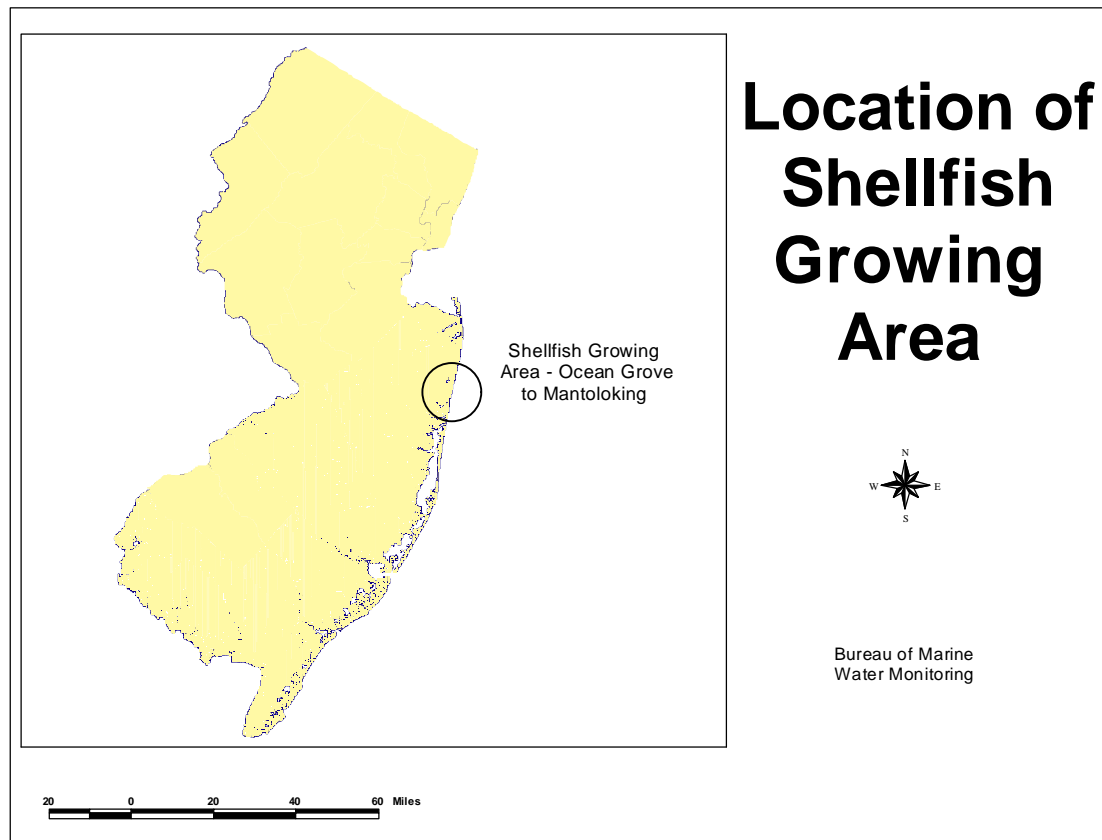 Location of
Shellfish
Growing
Area
Shellfish Growing
Area - Ocean Grove
to Mantoloking
N
W E
S
Bureau of Marine
Water Monitoring
20 0 20 40 60 Miles